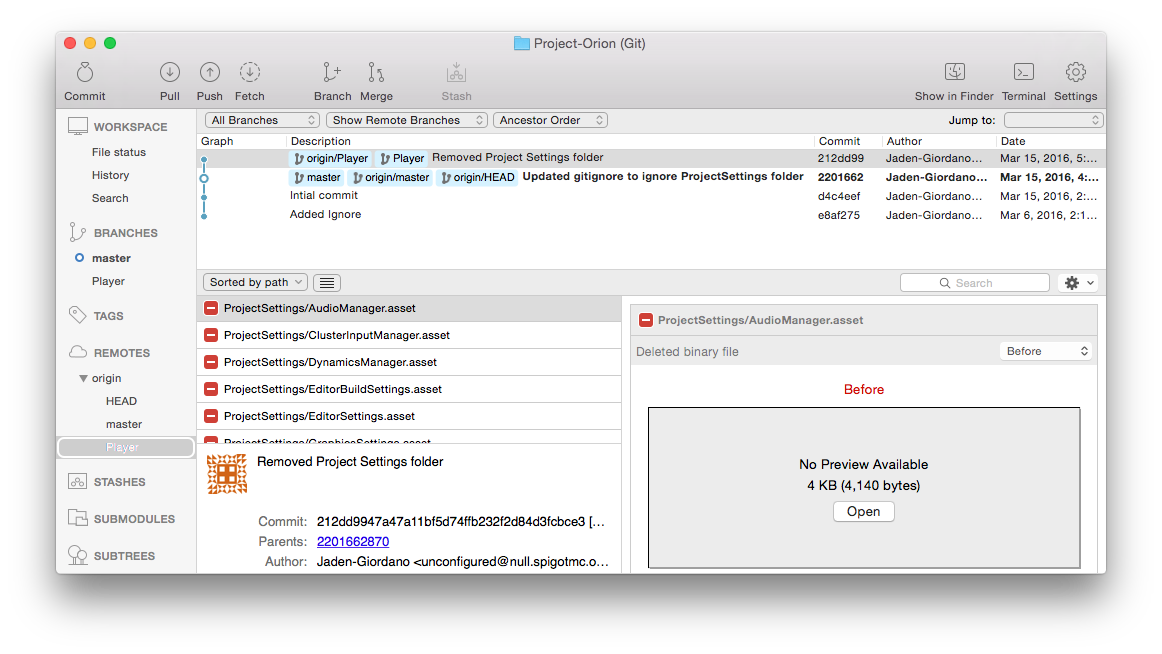 Project-Orion (Git)
Commit Pull Push Fetch Branch Merge Stash Show in Finder Terminal Settings
All Branches Show Remote Branches Ancestor Order Jump to:
Graph Description Commit Author Date
origin/Player Player Removed Project Settings folder 212dd99 Jaden-Giordano... Mar 15, 2016, 5:...
master origin/master origin/HEAD Updated gitignore to ignore ProjectSettings folder 2201662 Jaden-Giordano... Mar 15, 2016, 4:...
Intial commit d4c4eef Jaden-Giordano... Mar 15, 2016, 2:...
Added Ignore e8af275 Jaden-Giordano... Mar 6, 2016, 2:1...
WORKSPACE
File status
History
Search
BRANCHES
master
Player
TAGS
REMOTES
origin
HEAD
master
Player
STASHES
SUBMODULES
SUBTREES
Sorted by path Search
ProjectSettings/AudioManager.asset
ProjectSettings/ClusterInputManager.asset
ProjectSettings/DynamicsManager.asset
ProjectSettings/EditorBuildSettings.asset
ProjectSettings/EditorSettings.asset
ProjectSettings/GraphicsSettings.asset
Removed Project Settings folder
Commit: 212dd9947a47a11bf5d74ffb232f2d84d3fcbce3 [...
Parents: 2201662870
Author: Jaden-Giordano <unconfigured@null.spigotmc.o...
ProjectSettings/AudioManager.asset
Deleted binary file Before
Before
No Preview Available
4 KB (4,140 bytes)
Open